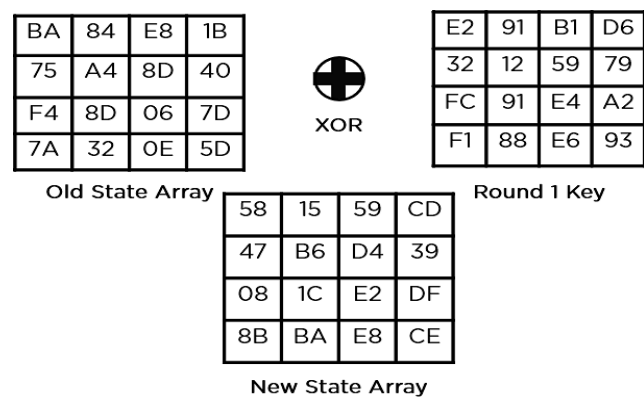 BA 84 E8 1B
75 A4 8D 40
F4 8D 06 7D
7A 32 0E 5D
Old State Array
XOR
E2 91 B1 D6
32 12 59 79
FC 91 E4 A2
F1 88 E6 93
Round 1 Key
58 15 59 CD
47 B6 D4 39
08 1C E2 DF
8B BA E8 CE
New State Array